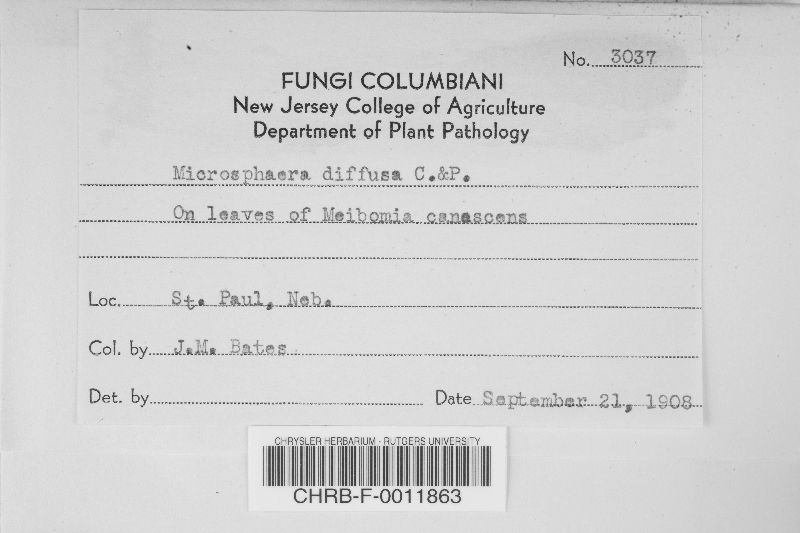 No. 3037
FUNGI COLUMBIANI
New Jersey College of Agriculture
Department of Plant Pathology
Microsphaera diffusa C.&P.
On leaves of Meibomia canascens
Loc. St. Paul, Neb.
Col. by J.M. Bates
Det. by
Date September 21, 1908
CHRYSLER HERBARIUM - RUTGERS UNIVERSITY
CHRB-F-0011863